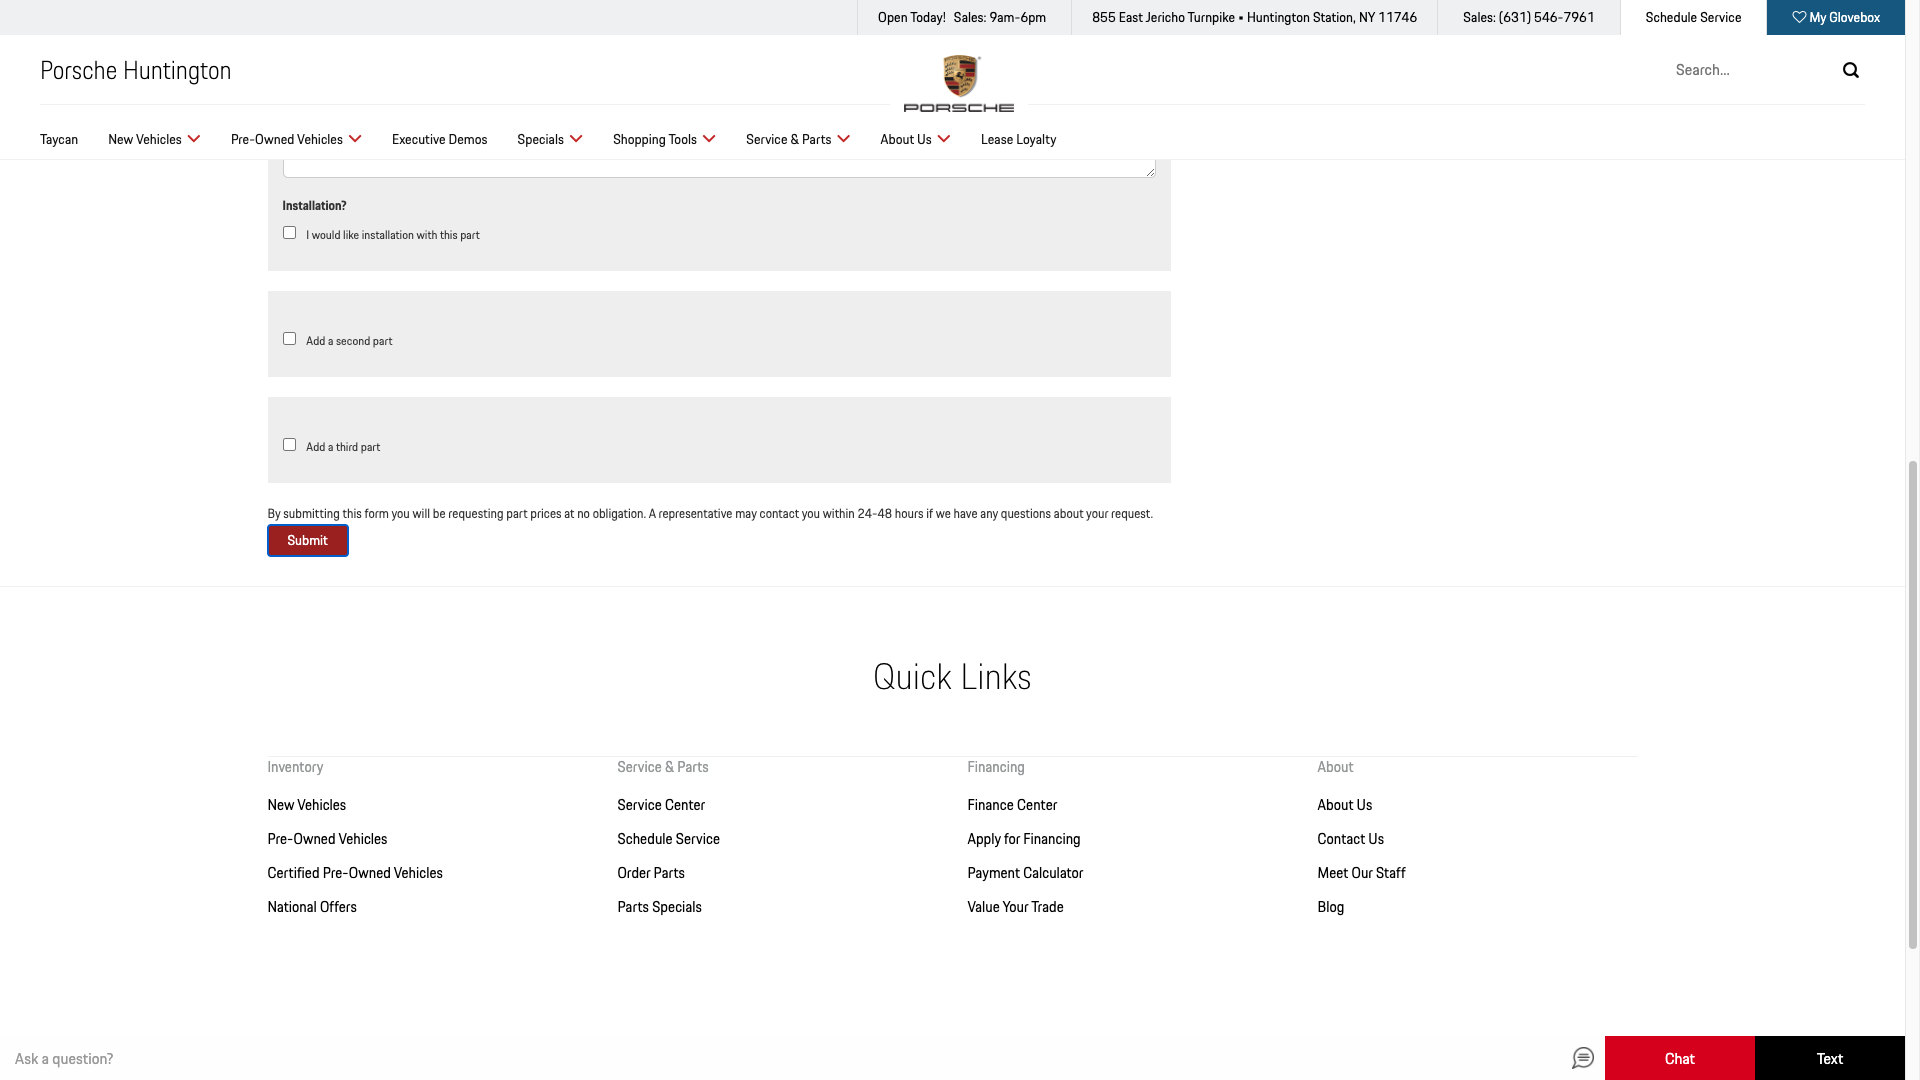 Open Today! Sales: 9am-6pm
855 East Jericho Turnpike • Huntington Station, NY 11746
Sales: (631) 546-7961
Schedule Service
My Glovebox
Porsche Huntington
PORSCHE
Search...
Taycan
New Vehicles
Pre-Owned Vehicles
Executive Demos
Specials
Shopping Tools
Service & Parts
About Us
Lease Loyalty
Installation?
I would like installation with this part
Add a second part
Add a third part
By submitting this form you will be requesting part prices at no obligation. A representative may contact you within 24-48 hours if we have any questions about your request.
Submit
Quick Links
Inventory
New Vehicles
Pre-Owned Vehicles
Certified Pre-Owned Vehicles
National Offers
Service & Parts
Service Center
Schedule Service
Order Parts
Parts Specials
Financing
Finance Center
Apply for Financing
Payment Calculator
Value Your Trade
About
About Us
Contact Us
Meet Our Staff
Blog
Ask a question?
Chat
Text